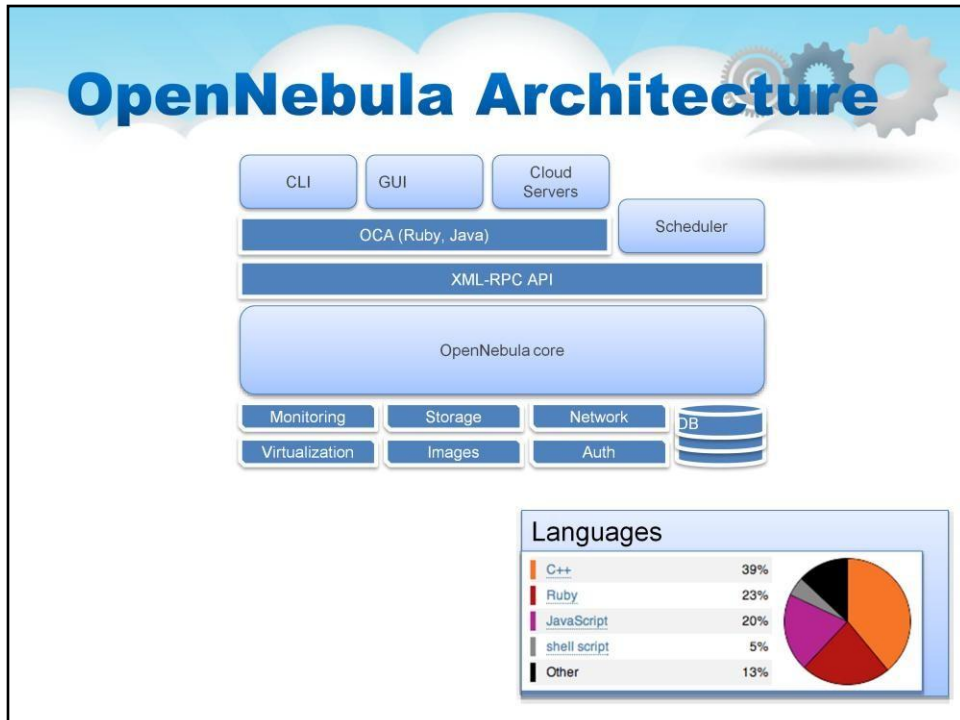 OpenNebula Architecture
CLI
GUI
Cloud
Servers
Scheduler
OCA (Ruby, Java)
XML-RPC API
OpenNebula core
Monitoring
Storage
Network
DB
Virtualization
Images
Auth
Languages
C++ 39%
Ruby 23%
JavaScript 20%
shell script 5%
Other 13%